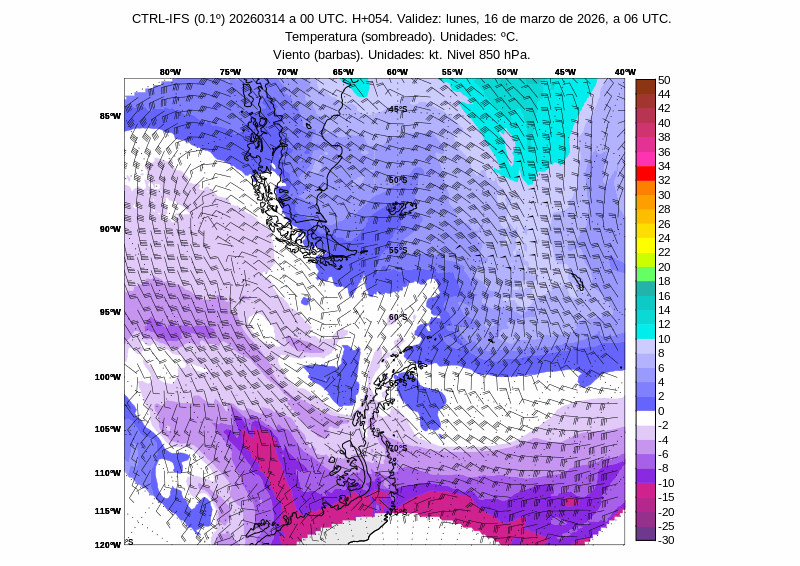 CTRL-IFS (0.1º) 20260314 a 00 UTC. H+054. Validez: lunes, 16 de marzo de 2026, a 06 UTC.
Temperatura (sombreado). Unidades: ºC.
Viento (barbas). Unidades: kt. Nivel 850 hPa.
80°W 75°W 70°W 65°W 60°W 55°W 50°W 45°W 40°W
50
44
45°S
85°W
42
40
38
36
34
50°S
32
30
28
90°W
26
24
55°S
22
20
18
16
95°W
60°S
14
12
10
8
6
100°W
65°S
4
2
0
105°W
-2
-4
70°S
-6
110°W
-8
-10
-15
115°W
75°S
-20
-25
120°W
°S
-30